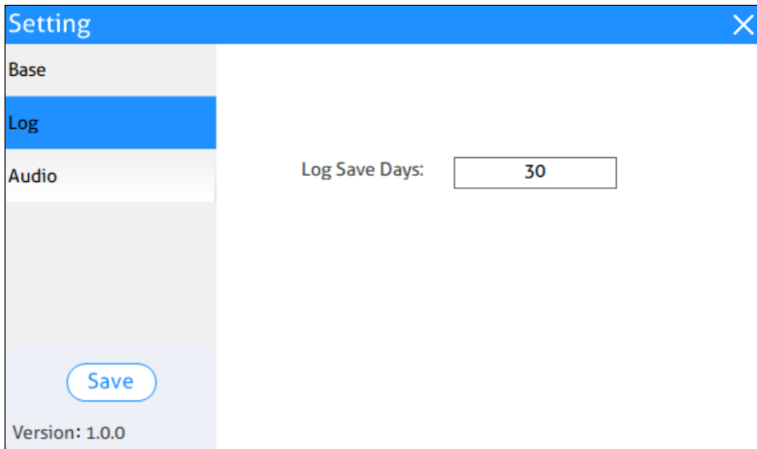 Setting
Base
Log
Audio
Log Save Days: 30
Save
Version: 1.0.0